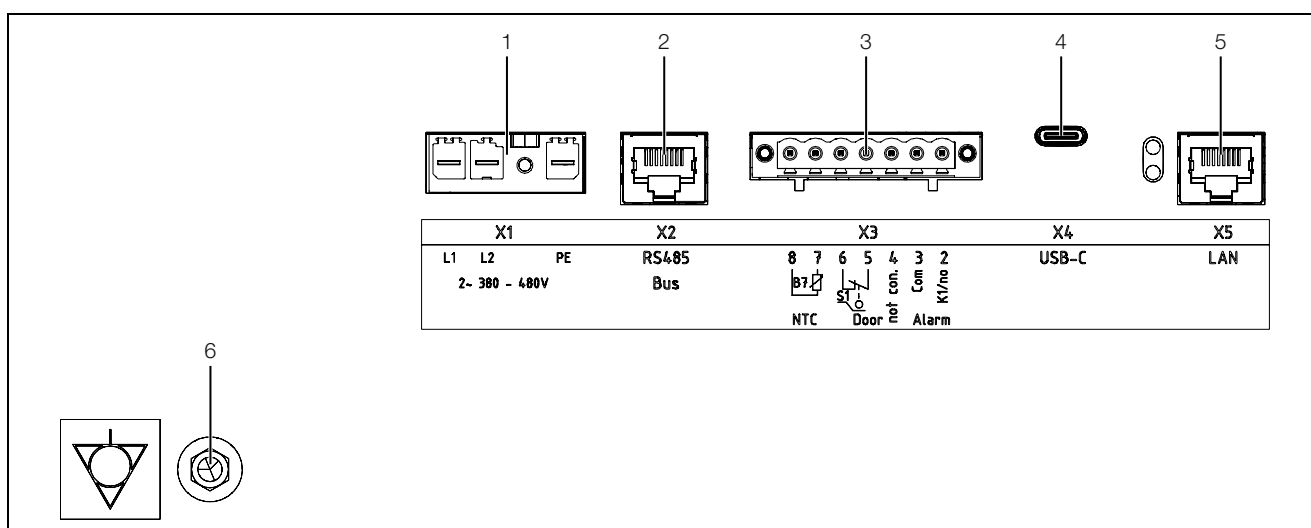 1 2 3 4 5
X1 X2 X3 X4 X5
L1 L2 PE RS485 8 7 6 5 4 3 2 USB-C LAN
2~ 380 - 480V Bus B7 S1 not con. Com K1/no
NTC Door Alarm
6